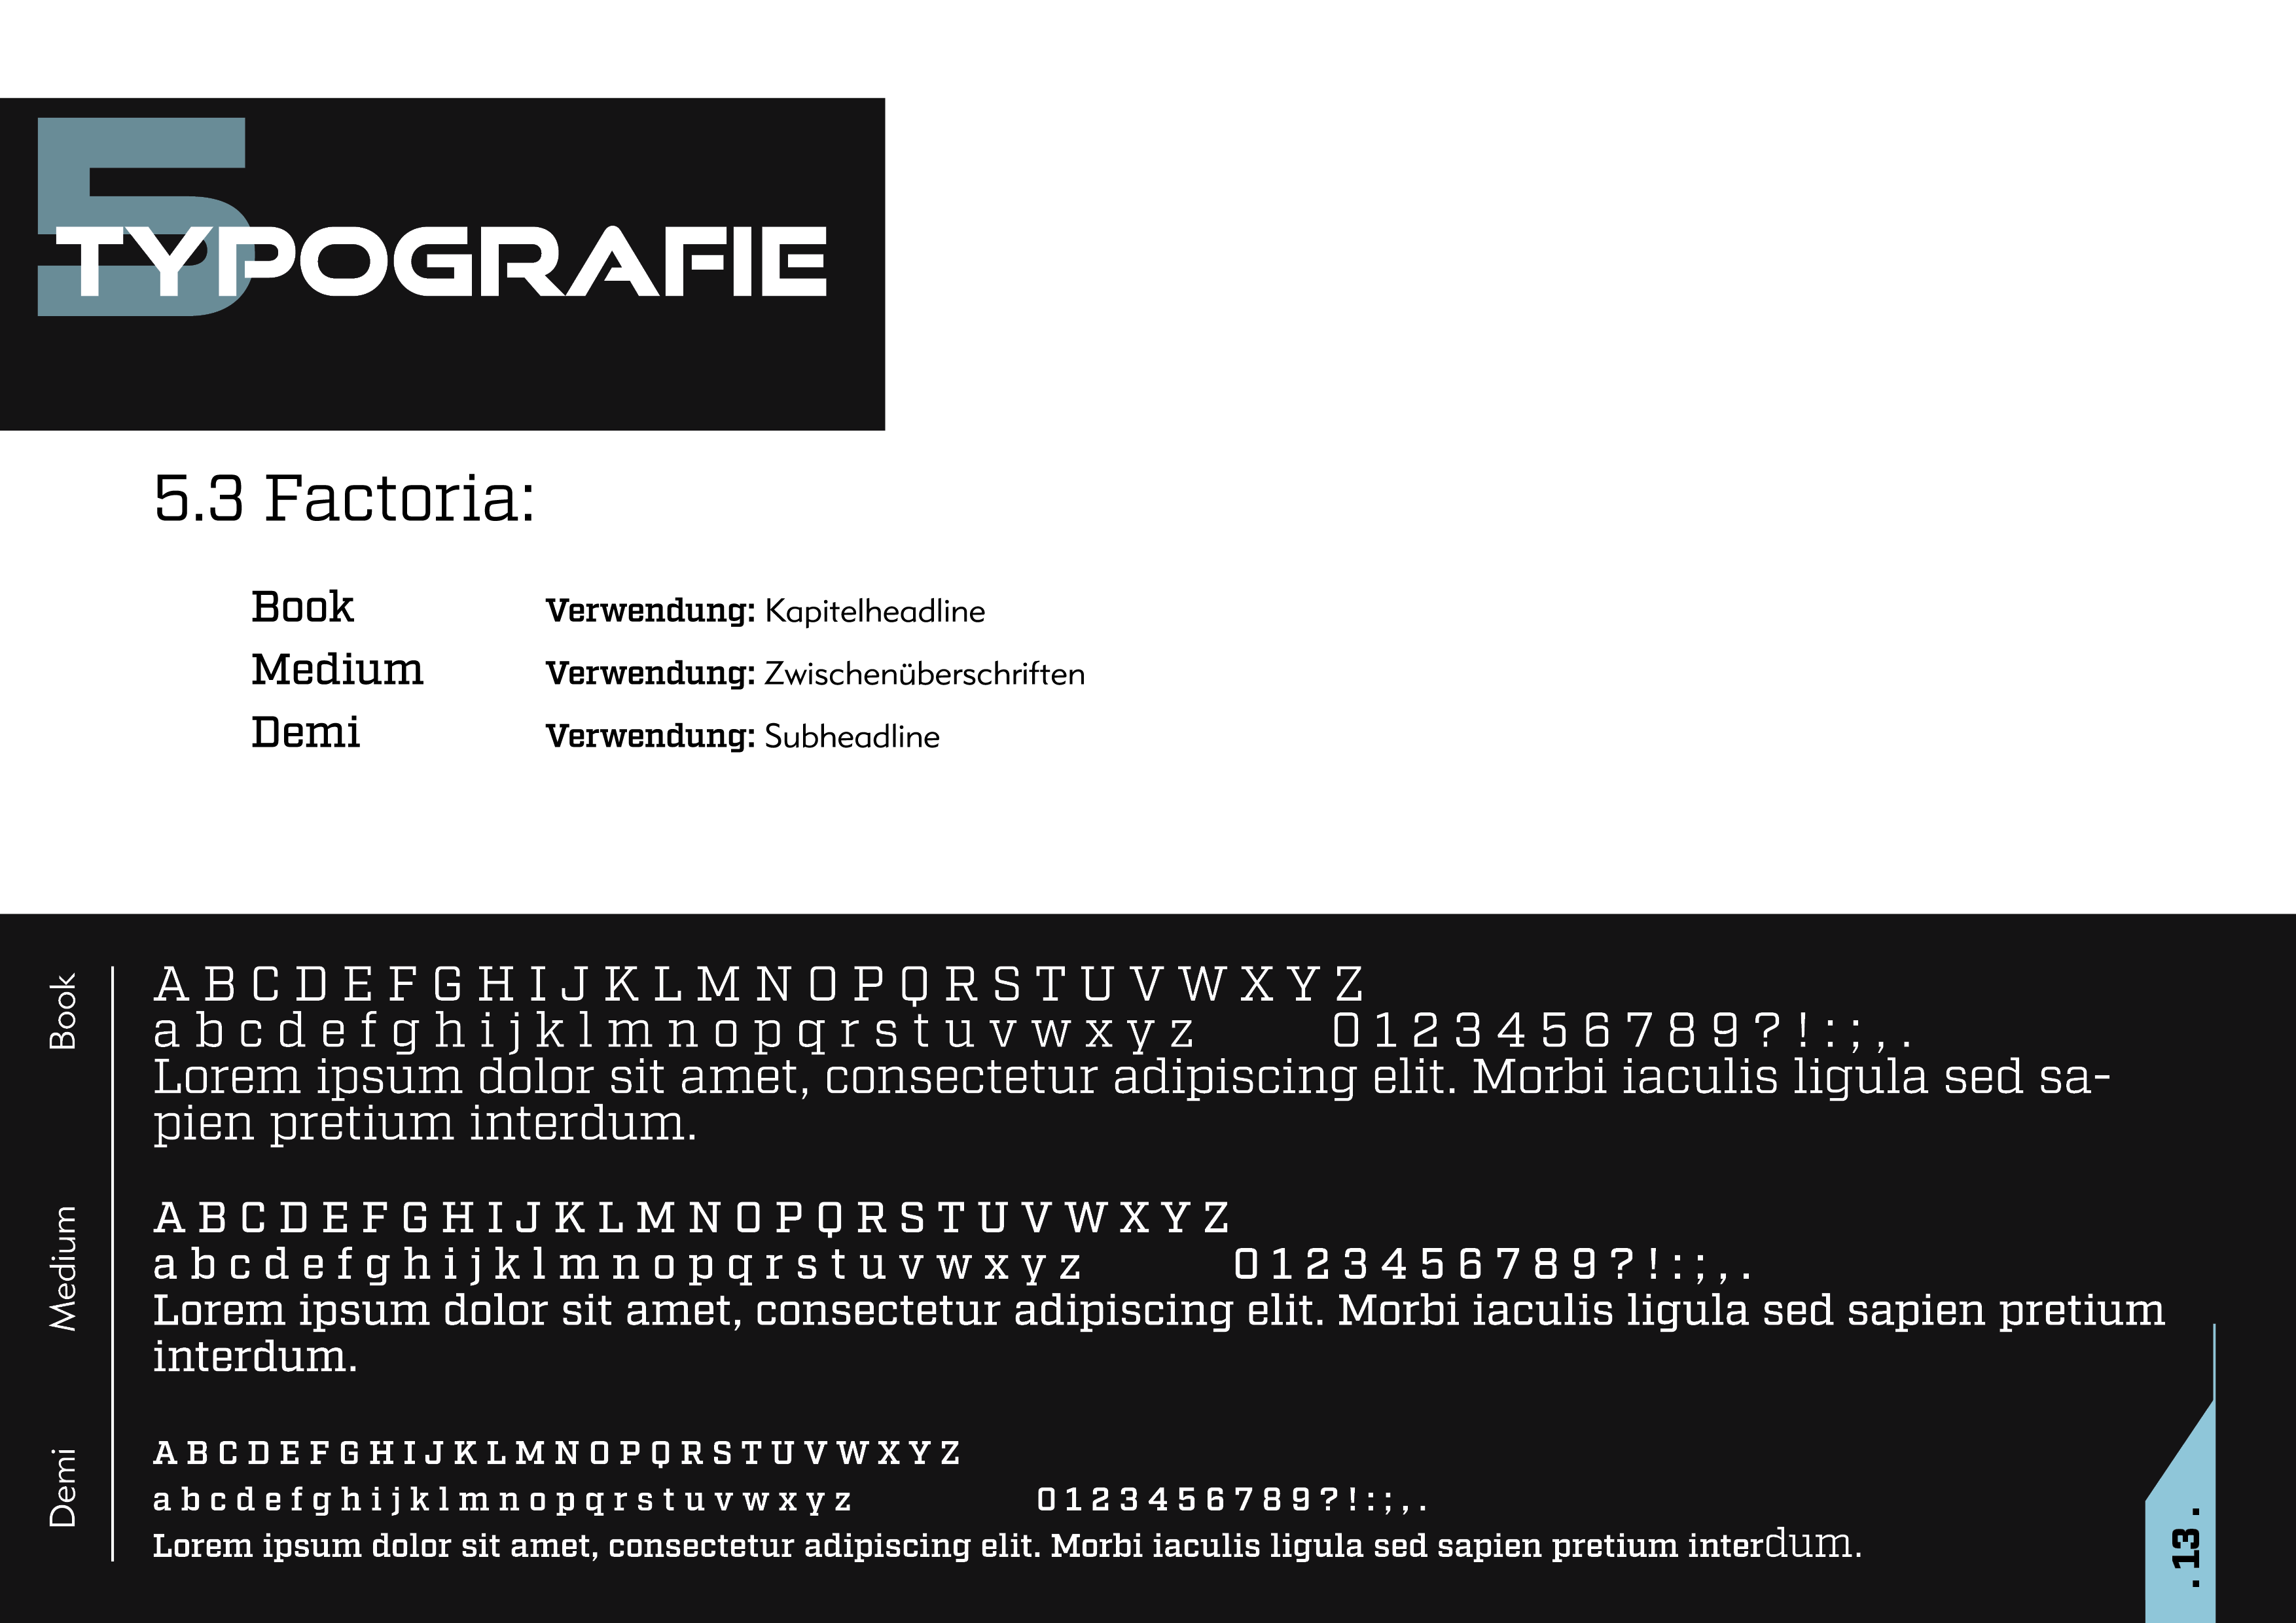 5
TYPOGRAFIE
5.3 Factoria:
Book Verwendung: Kapitelheadline
Medium Verwendung: Zwischenüberschriften
Demi Verwendung: Subheadline
Book
A B C D E F G H I J K L M N O P Q R S T U V W X Y Z
a b c d e f g h i j k l m n o p q r s t u v w x y z 0 1 2 3 4 5 6 7 8 9 ? ! : ; , .
Lorem ipsum dolor sit amet, consectetur adipiscing elit. Morbi iaculis ligula sed sa-
pien pretium interdum.
Medium
A B C D E F G H I J K L M N O P Q R S T U V W X Y Z
a b c d e f g h i j k l m n o p q r s t u v w x y z 0 1 2 3 4 5 6 7 8 9 ? ! : ; , .
Lorem ipsum dolor sit amet, consectetur adipiscing elit. Morbi iaculis ligula sed sapien pretium
interdum.
Demi
A B C D E F G H I J K L M N O P Q R S T U V W X Y Z
a b c d e f g h i j k l m n o p q r s t u v w x y z 0 1 2 3 4 5 6 7 8 9 ? ! : ; , .
Lorem ipsum dolor sit amet, consectetur adipiscing elit. Morbi iaculis ligula sed sapien pretium interdum.
. 13 .